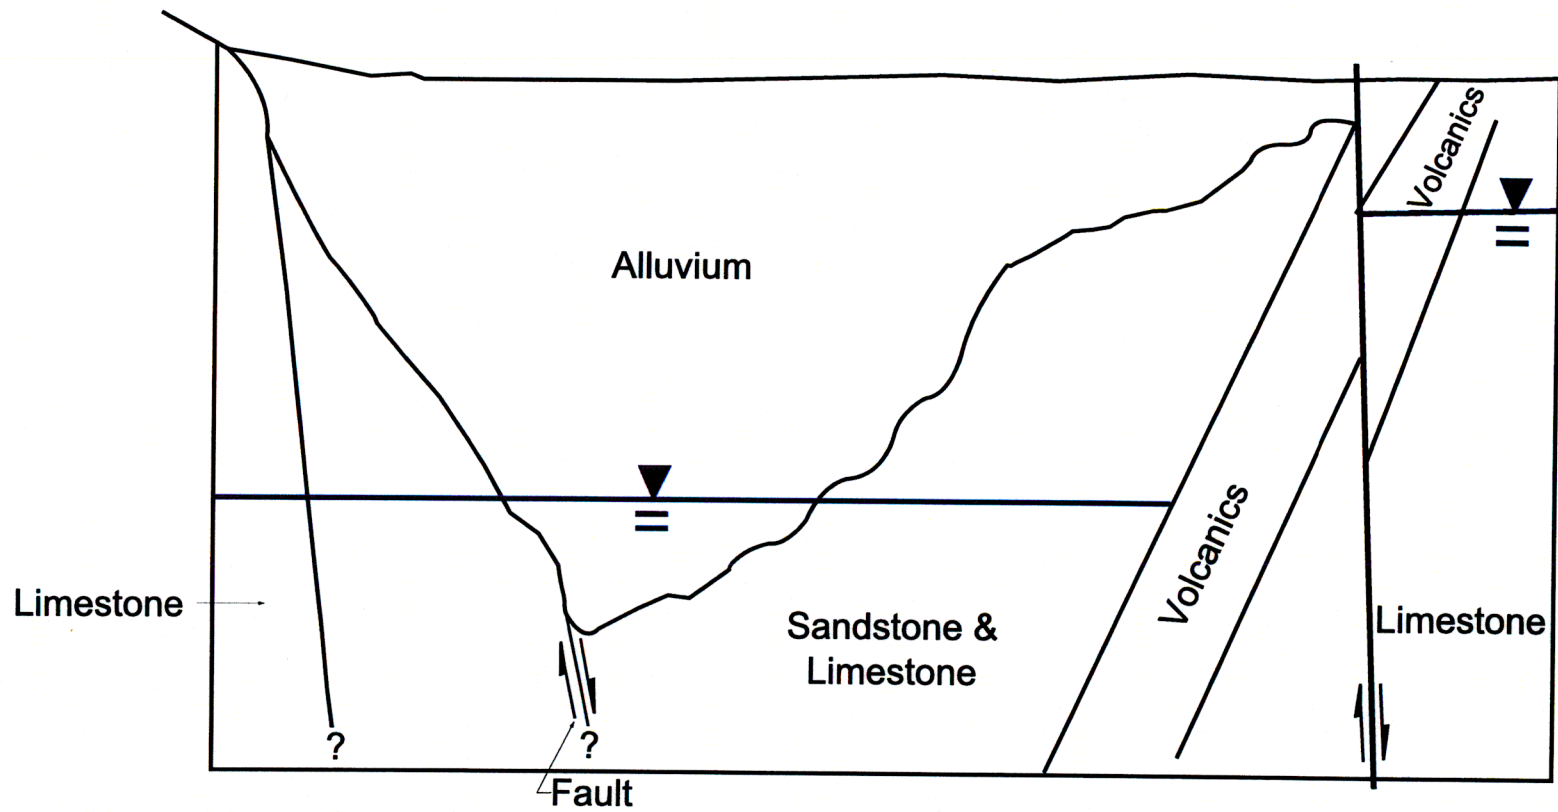 Volcanics
Alluvium
Volcanics
Limestone
Sandstone &
Limestone
Limestone
?
?
Fault